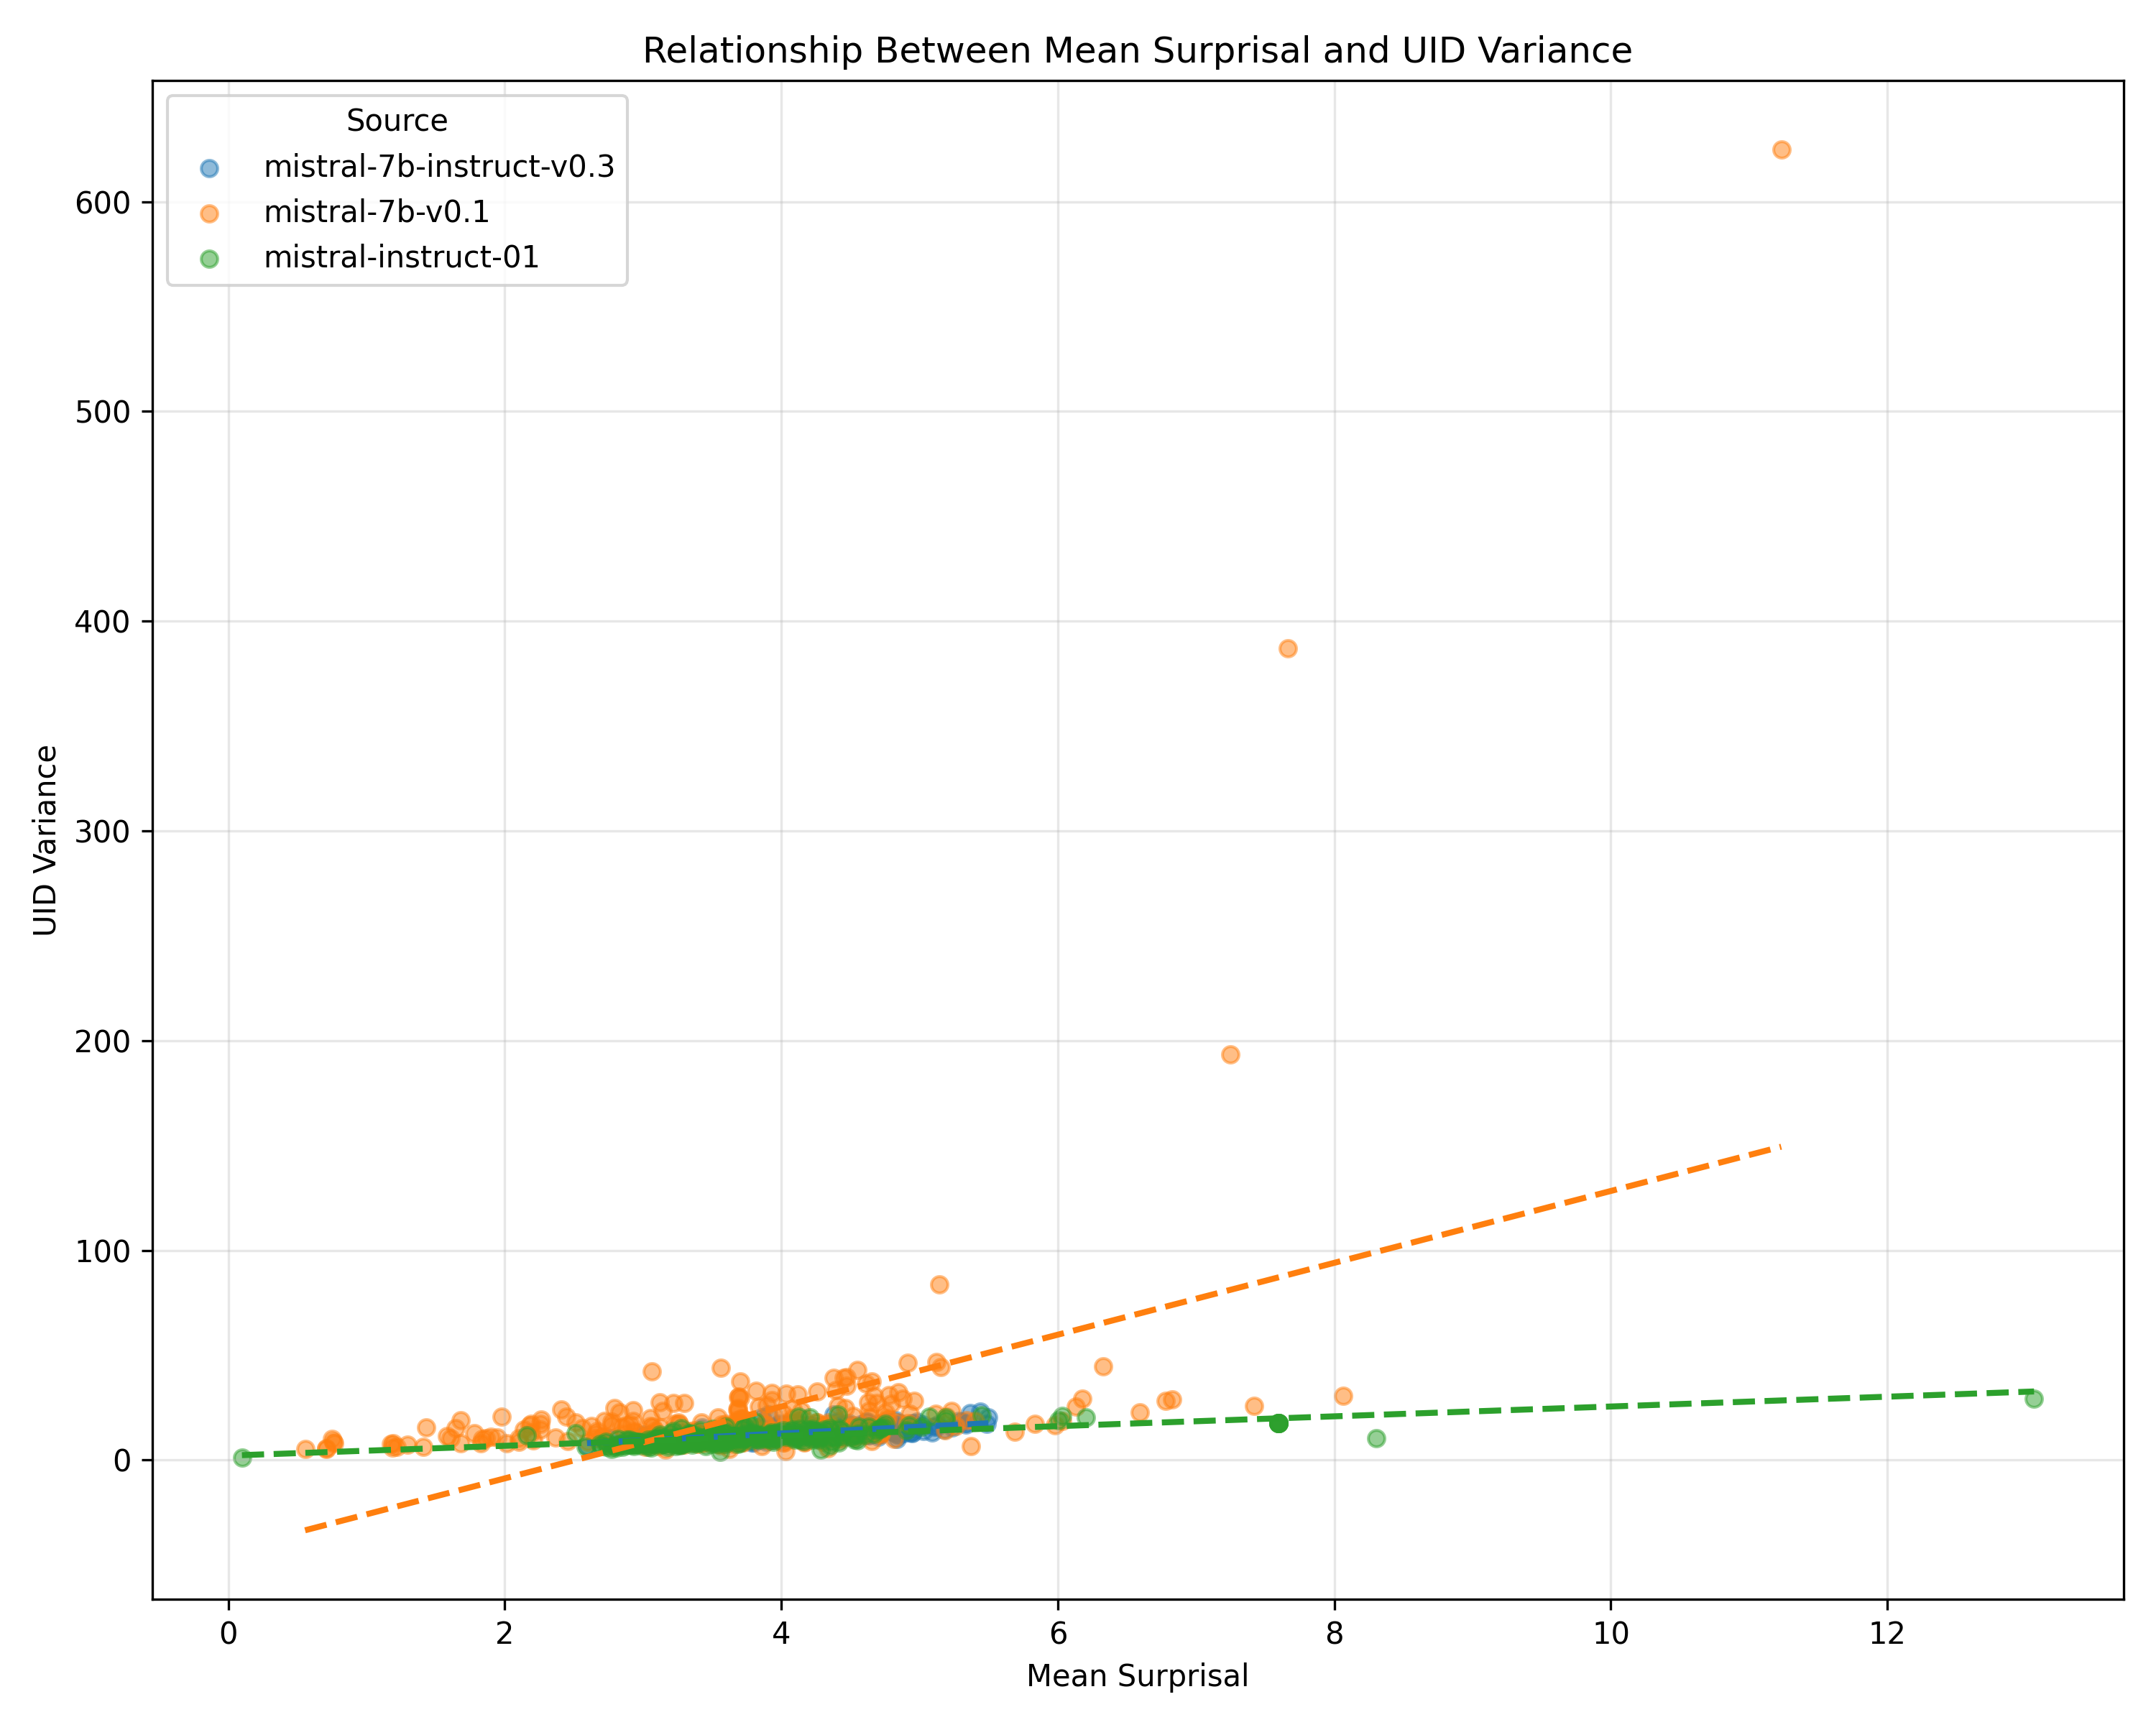 Relationship Between Mean Surprisal and UID Variance
Source
mistral-7b-instruct-v0.3
mistral-7b-v0.1
mistral-instruct-01
UID Variance
600
500
400
300
200
100
0
0 2 4 6 8 10 12
Mean Surprisal